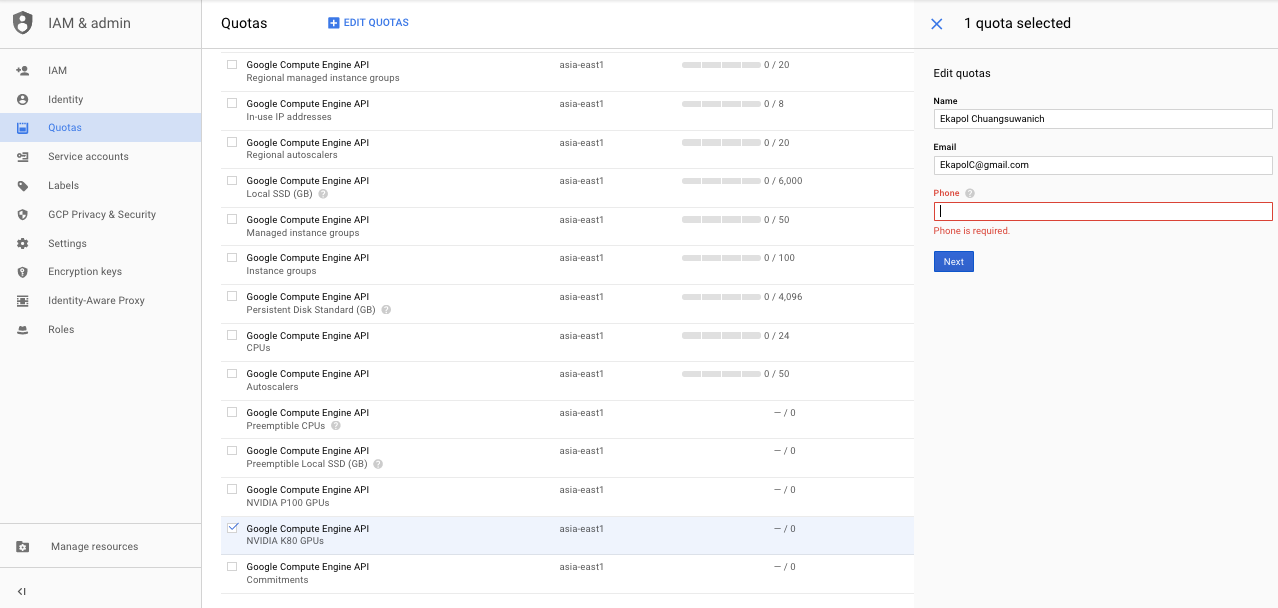 IAM & admin
Quotas
EDIT QUOTAS
1 quota selected
IAM
Identity
Quotas
Service accounts
Labels
GCP Privacy & Security
Settings
Encryption keys
Identity-Aware Proxy
Roles
Manage resources
Google Compute Engine API asia-east1 0 / 20
Regional managed instance groups
Google Compute Engine API asia-east1 0 / 8
In-use IP addresses
Google Compute Engine API asia-east1 0 / 20
Regional autoscalers
Google Compute Engine API asia-east1 0 / 6,000
Local SSD (GB) ?
Google Compute Engine API asia-east1 0 / 50
Managed instance groups
Google Compute Engine API asia-east1 0 / 100
Instance groups
Google Compute Engine API asia-east1 0 / 4,096
Persistent Disk Standard (GB) ?
Google Compute Engine API asia-east1 0 / 24
CPUs
Google Compute Engine API asia-east1 0 / 50
Autoscalers
Google Compute Engine API asia-east1 — / 0
Preemptible CPUs ?
Google Compute Engine API asia-east1 — / 0
Preemptible Local SSD (GB) ?
Google Compute Engine API asia-east1 — / 0
NVIDIA P100 GPUs
Google Compute Engine API asia-east1 — / 0
NVIDIA K80 GPUs
Google Compute Engine API asia-east1 — / 0
Commitments
Edit quotas
Name
Ekapol Chuangsuwanich
Email
EkapolC@gmail.com
Phone ?
Phone is required.
Next